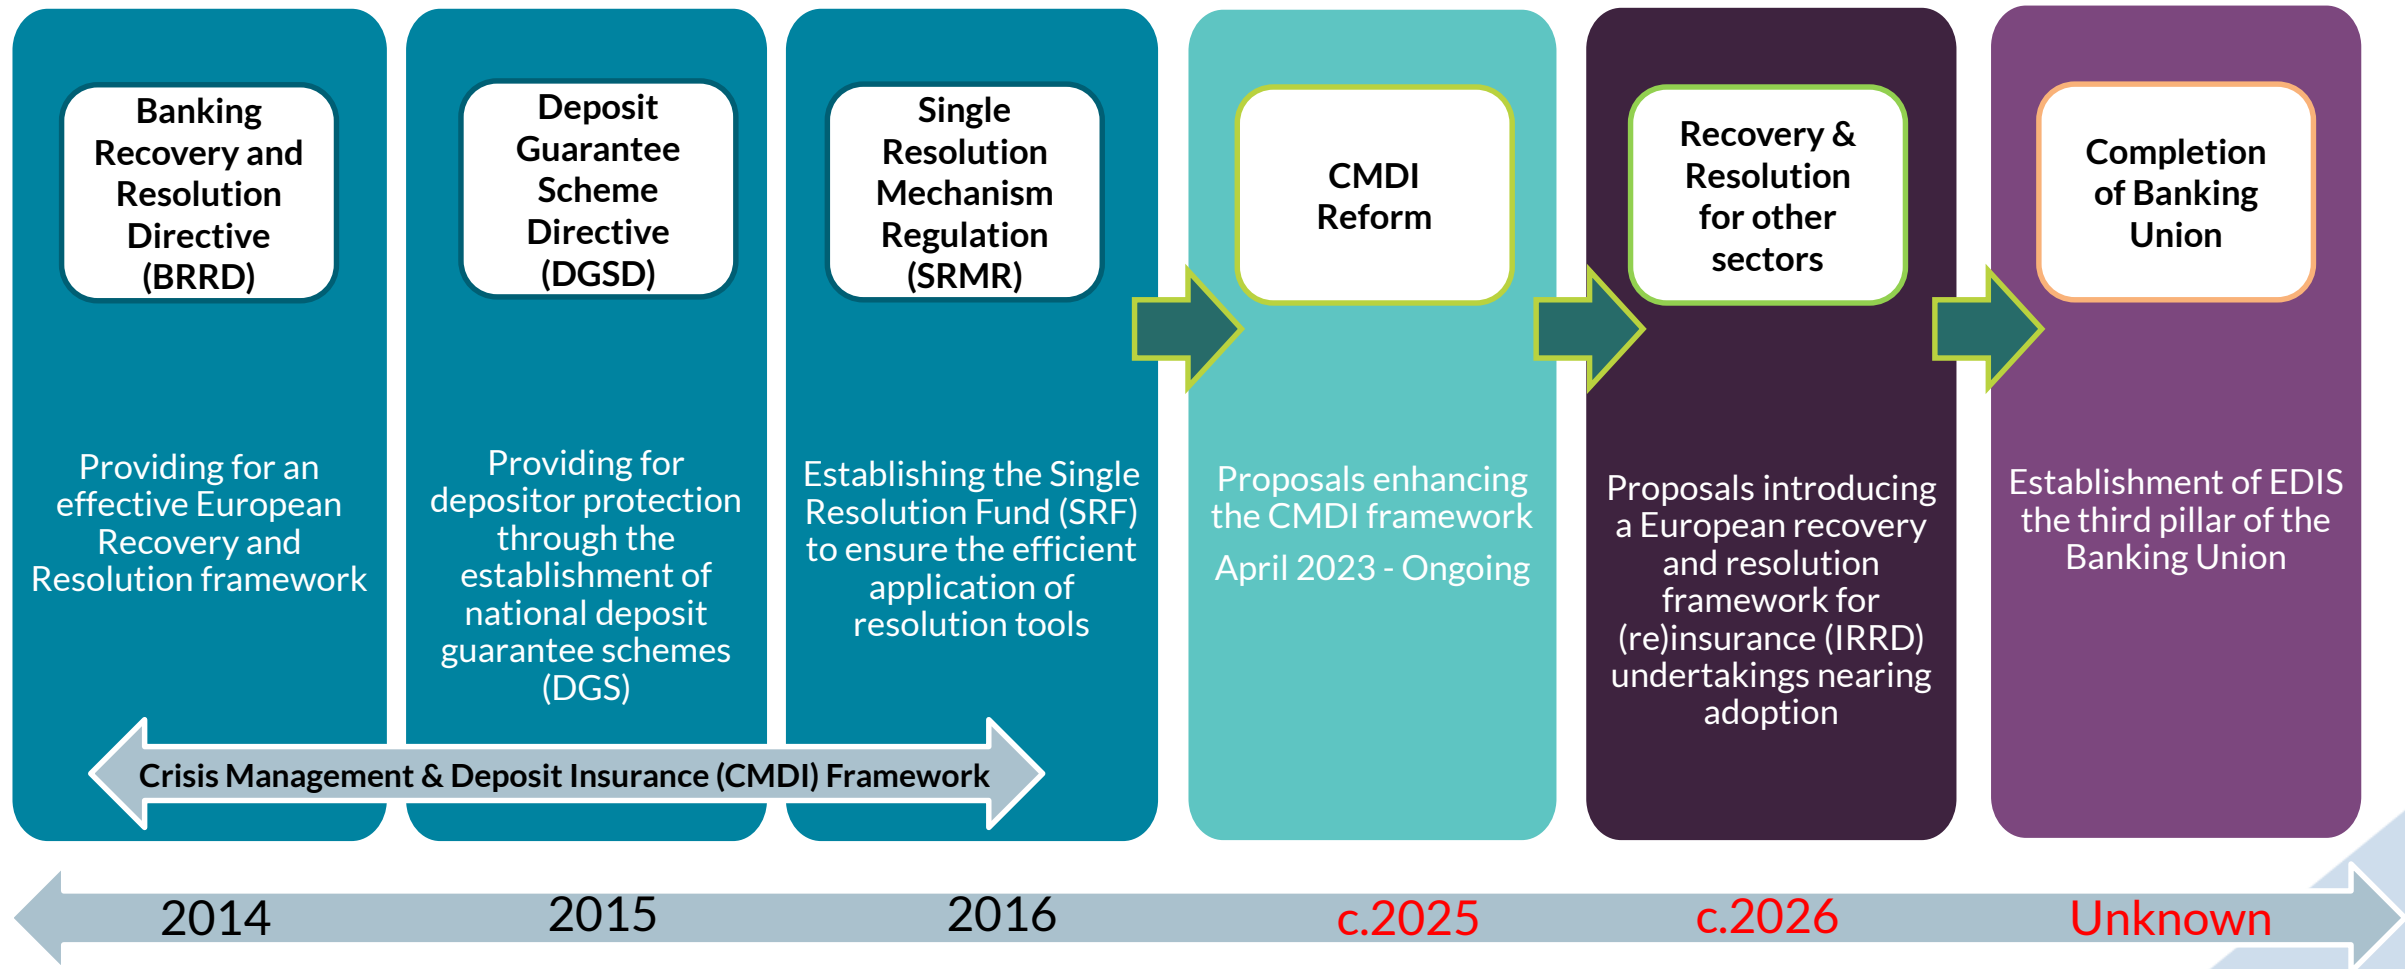 Banking
Recovery and
Resolution
Directive
(BRRD)
Providing for an
effective European
Recovery and
Resolution framework
Deposit
Guarantee
Scheme
Directive
(DGSD)
Providing for
depositor protection
through the
establishment of
national deposit
guarantee schemes
(DGS)
Single
Resolution
Mechanism
Regulation
(SRMR)
Establishing the Single
Resolution Fund (SRF)
to ensure the efficient
application of
resolution tools
Crisis Management & Deposit Insurance (CMDI) Framework
CMDI
Reform
Proposals enhancing
the CMDI framework
April 2023 - Ongoing
Recovery &
Resolution
for other
sectors
Proposals introducing
a European recovery
and resolution
framework for
(re)insurance (IRRD)
undertakings nearing
adoption
Completion
of Banking
Union
Establishment of EDIS
the third pillar of the
Banking Union
2014
2015
2016
c.2025
c.2026
Unknown